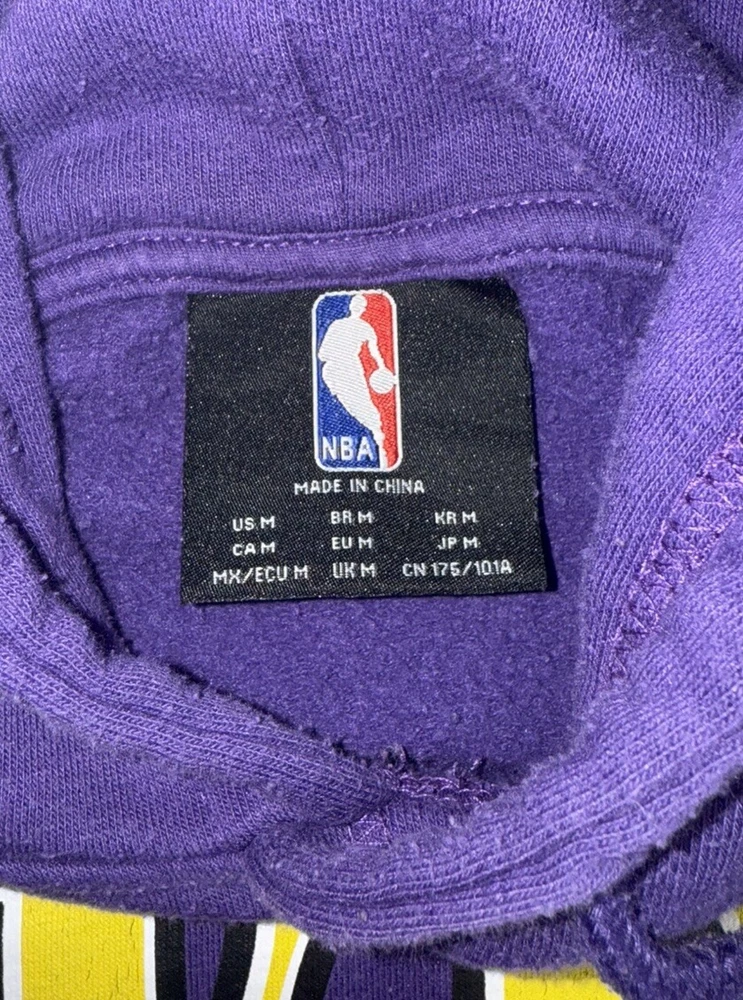 NBA
MADE IN CHINA
US M BR M KR M
CA M EU M JP M
MX/ECU M UK M CN 175/101A